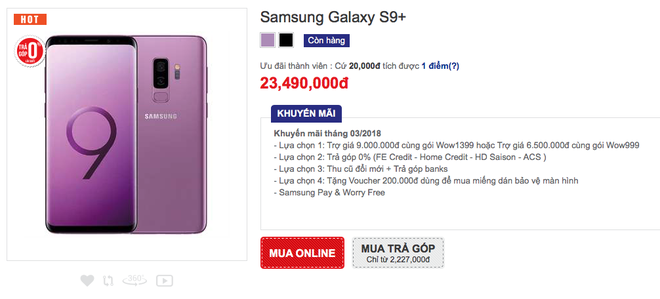 HOT
TRẢ GÓP 0%
9
SAMSUNG
360°
Samsung Galaxy S9+
Còn hàng
Ưu đãi thành viên : Cứ 20,000đ tích được 1 điểm(?)
23,490,000đ
KHUYẾN MÃI
Khuyến mãi tháng 03/2018
- Lựa chọn 1: Trợ giá 9.000.000đ cùng gói Wow1399 hoặc Trợ giá 6.500.000đ cùng gói Wow999
- Lựa chọn 2: Trả góp 0% (FE Credit - Home Credit - HD Saison - ACS )
- Lựa chọn 3: Thu cũ đổi mới + Trả góp banks
- Lựa chọn 4: Tặng Voucher 200.000đ dùng để mua miếng dán bảo vệ màn hình
- Samsung Pay & Worry Free
MUA ONLINE
MUA TRẢ GÓP
Chỉ từ 2,227,000đ